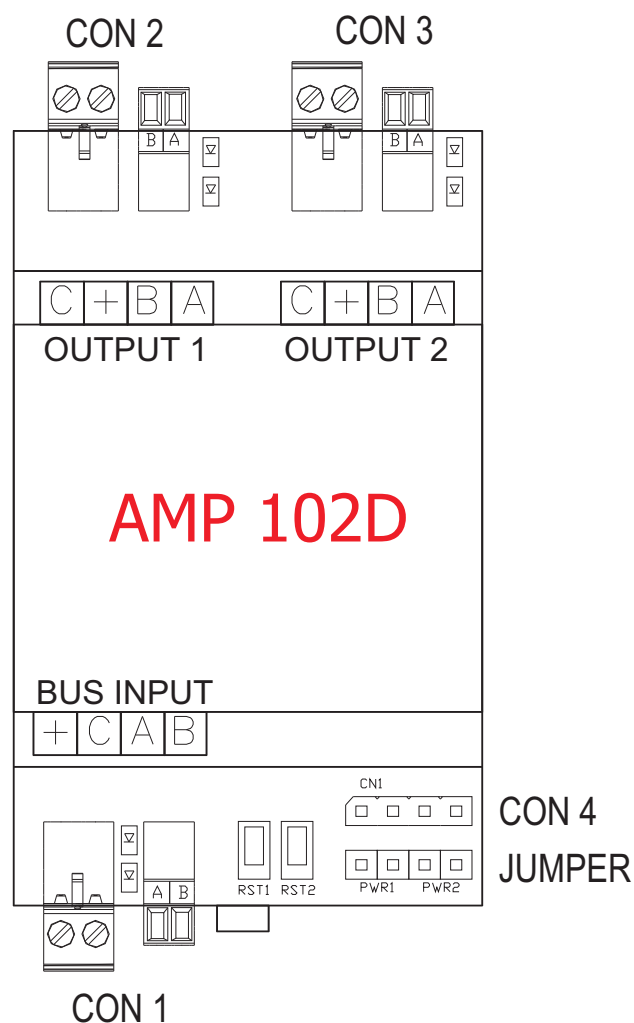 CON 2 CON 3
B A B A
C + B A C + B A
OUTPUT 1 OUTPUT 2
AMP 102D
BUS INPUT
+ C A B
CN1
CON 4
JUMPER
A B RST1 RST2 PWR1 PWR2
CON 1